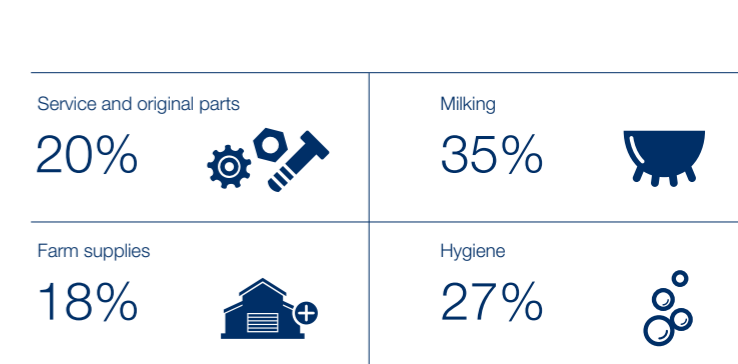 Service and original parts
20%
Milking
35%
Farm supplies
18%
Hygiene
27%